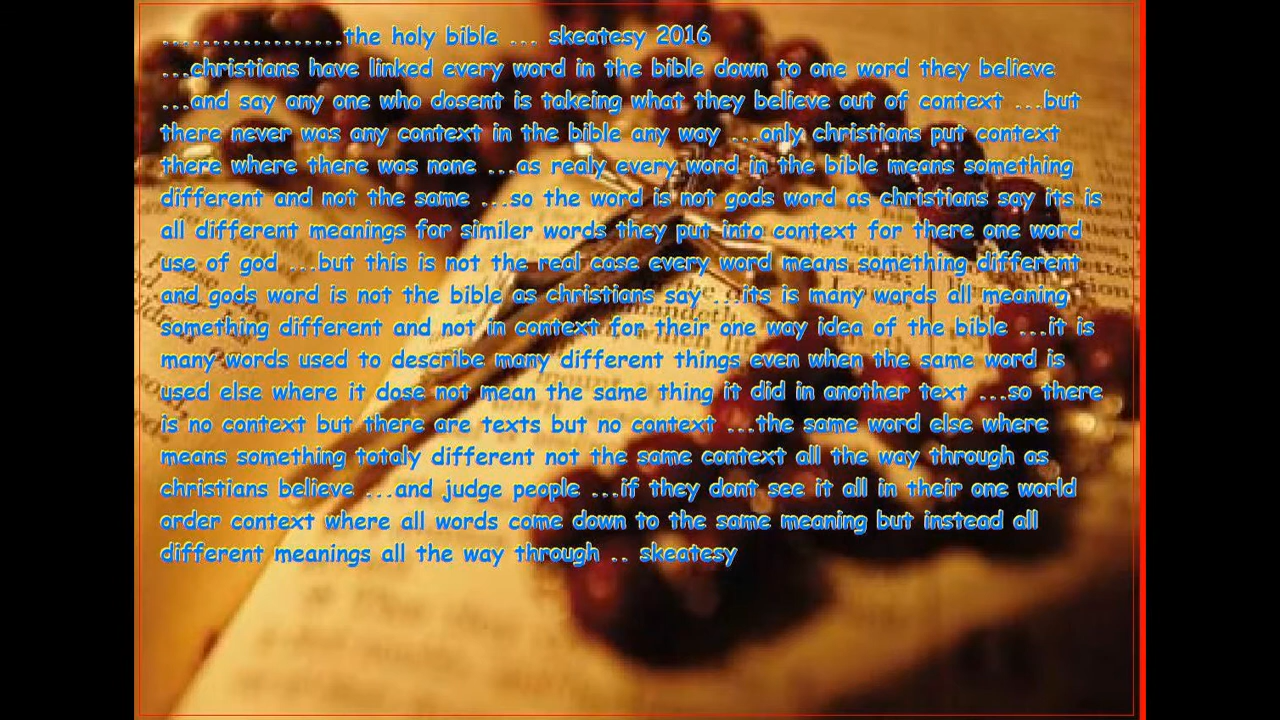 ..................the holy bible ... skeatesy 2016
...christians have linked every word in the bible down to one word they believe
...and say any one who dosent is takeing what they believe out of context ...but
there never was any context in the bible any way ...only christians put context
there where there was none ...as realy every word in the bible means something
different and not the same ...so the word is not gods word as christians say its is
all different meanings for similer words they put into context for there one word
use of god ...but this is not the real case every word means something different
and gods word is not the bible as christians say ...its is many words all meaning
something different and not in context for their one way idea of the bible ...it is
many words used to describe many different things even when the same word is
used else where it dose not mean the same thing it did in another text ...so there
is no context but there are texts but no context ...the same word else where
means something totaly different not the same context all the way through as
christians believe ...and judge people ...if they dont see it all in their one world
order context where all words come down to the same meaning but instead all
different meanings all the way through .. skeatesy